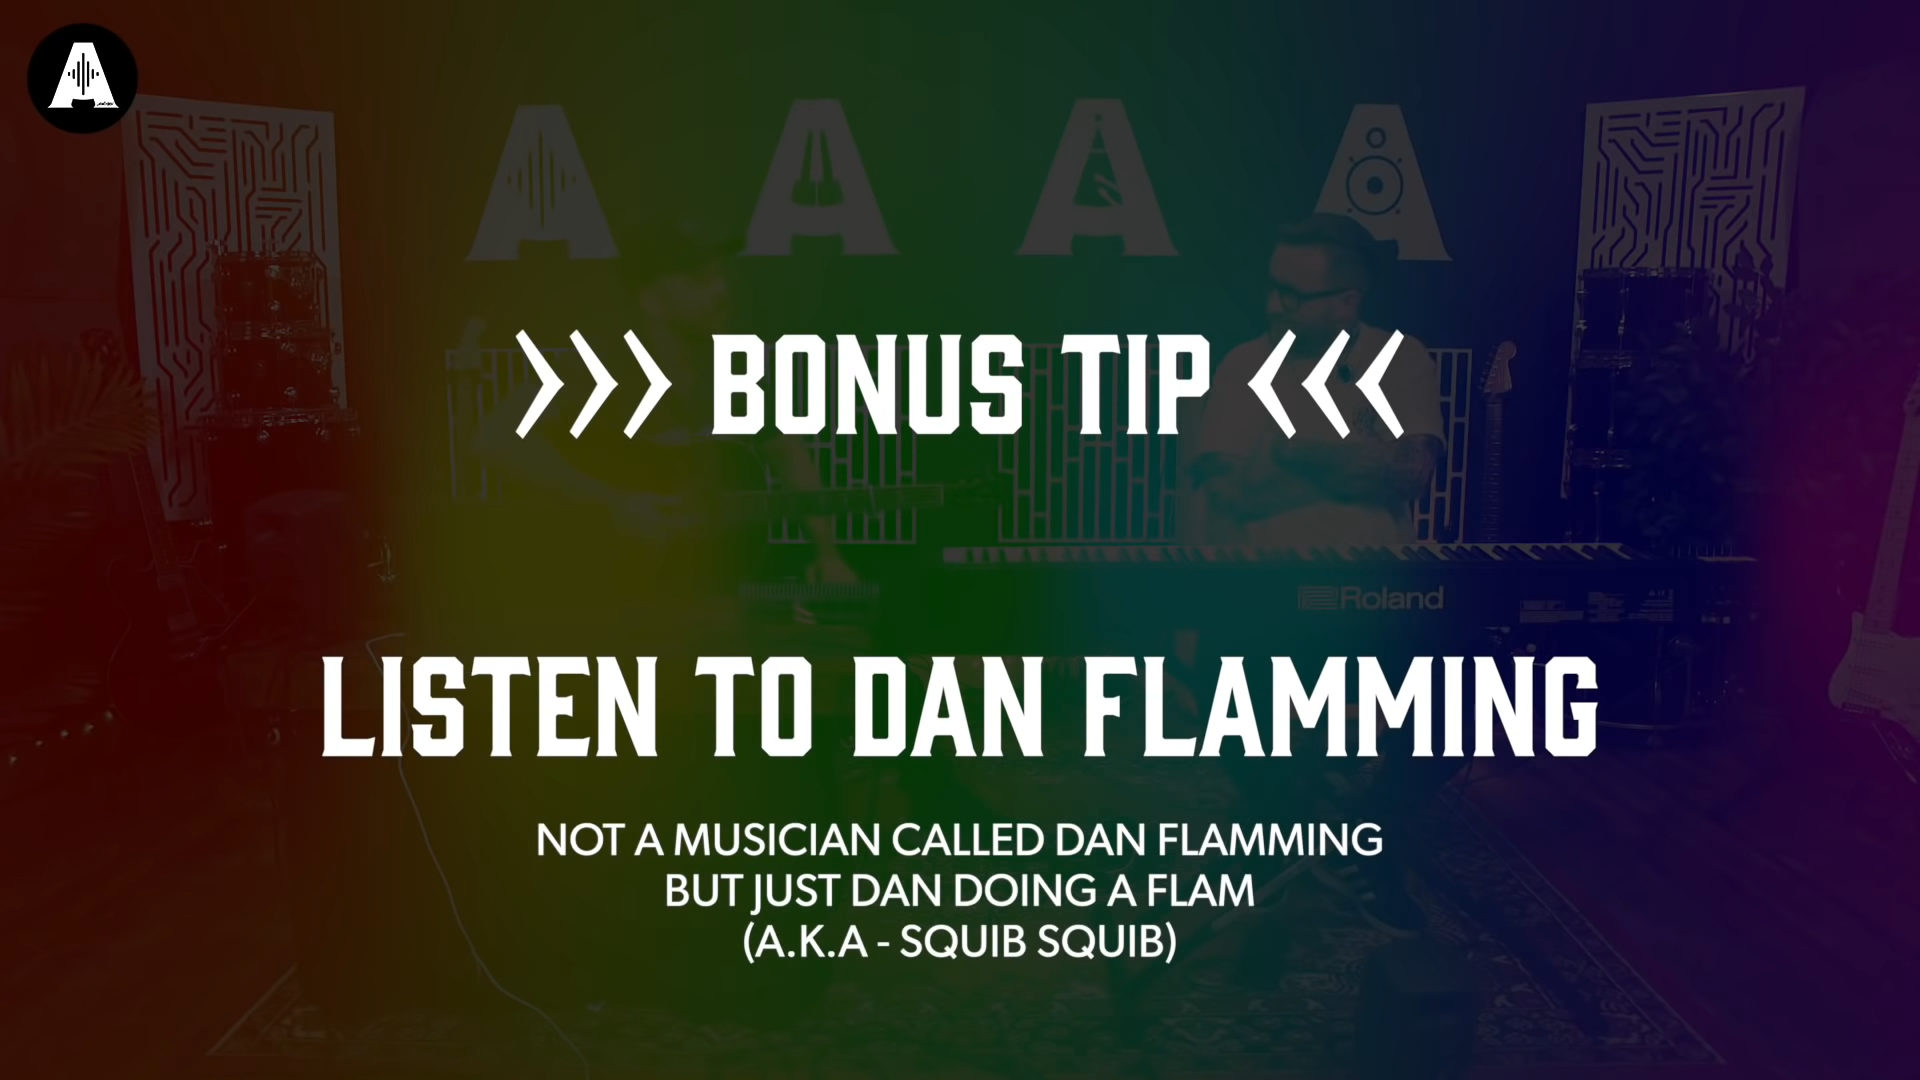 >>> BONUS TIP <<<
Roland
LISTEN TO DAN FLAMMING
NOT A MUSICIAN CALLED DAN FLAMMING
BUT JUST DAN DOING A FLAM
(A.K.A - SQUIB SQUIB)